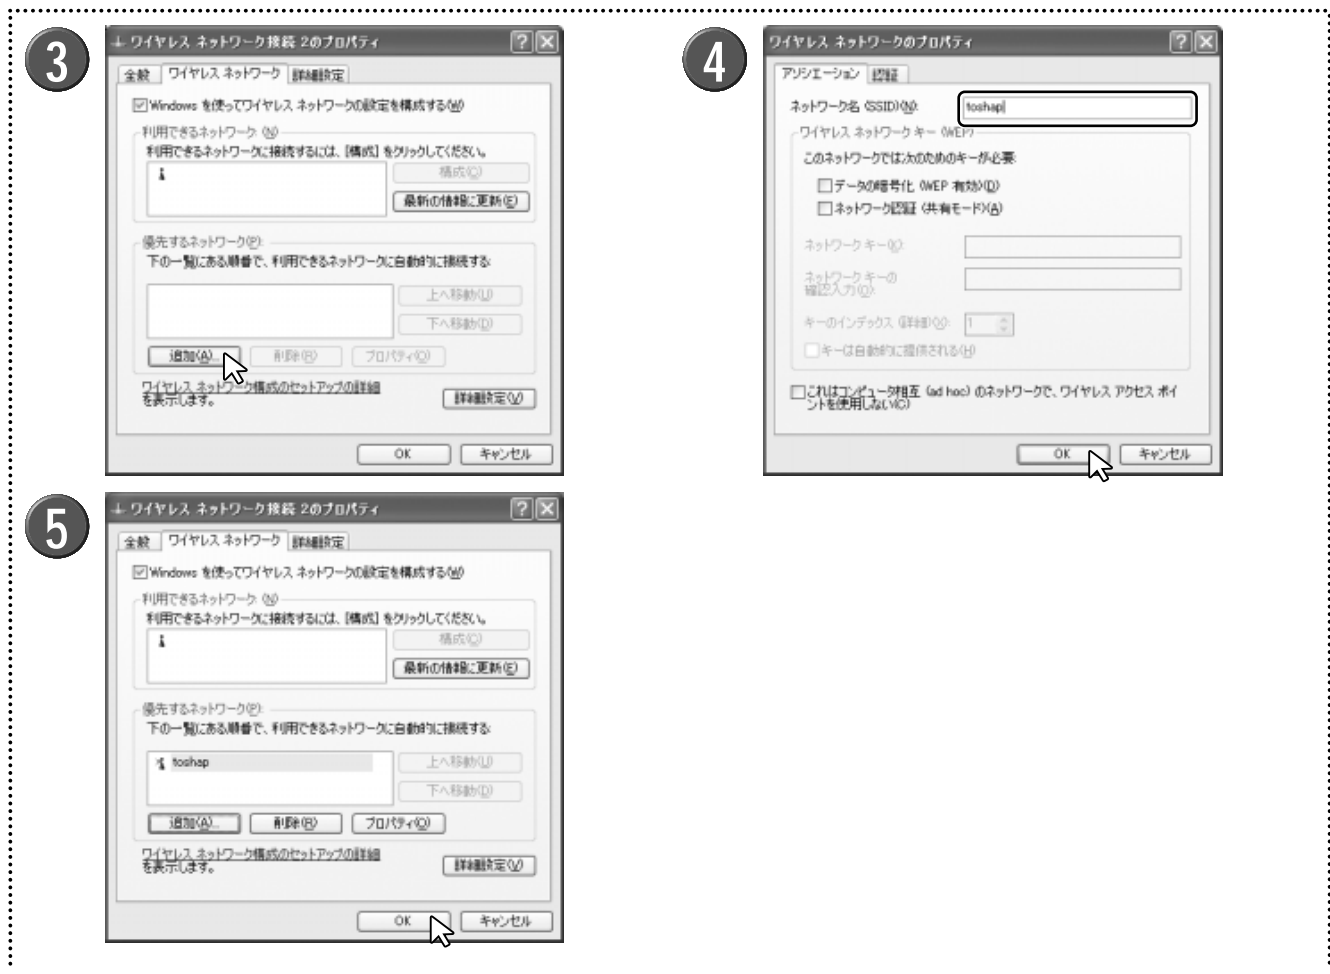 3
ワイヤレス ネットワーク接続 2のプロパティ
全般 ワイヤレス ネットワーク 詳細設定
Windows を使ってワイヤレス ネットワークの設定を構成する(W)
利用できるネットワーク: (N)
利用できるネットワークに接続するには、[構成] をクリックしてください。
構成(C)
最新の情報に更新(E)
優先するネットワーク(P):
下の一覧にある順番で、利用できるネットワークに自動的に接続する:
上へ移動(U)
下へ移動(D)
追加(A)... 削除(R) プロパティ(O)
ワイヤレス ネットワーク構成のセットアップの詳細
を表示します。
詳細設定(V)
OK キャンセル
4
ワイヤレス ネットワークのプロパティ
アソシエーション 認証
ネットワーク名 (SSID)(N): toshap
ワイヤレス ネットワーク キー (WEP)
このネットワークでは次のためのキーが必要:
データの暗号化 (WEP 有効)(D)
ネットワーク認証 (共有モード)(A)
ネットワーク キー(K):
ネットワーク キーの
確認入力(O):
キーのインデックス (詳細)(X): 1
キーは自動的に提供される(H)
これはコンピュータ相互 (ad hoc) のネットワークで、ワイヤレス アクセス ポイ
ントを使用しない(C)
OK キャンセル
5
ワイヤレス ネットワーク接続 2のプロパティ
全般 ワイヤレス ネットワーク 詳細設定
Windows を使ってワイヤレス ネットワークの設定を構成する(W)
利用できるネットワーク: (N)
利用できるネットワークに接続するには、[構成] をクリックしてください。
構成(C)
最新の情報に更新(E)
優先するネットワーク(P):
下の一覧にある順番で、利用できるネットワークに自動的に接続する:
toshap
上へ移動(U)
下へ移動(D)
追加(A)... 削除(R) プロパティ(O)
ワイヤレス ネットワーク構成のセットアップの詳細
を表示します。
詳細設定(V)
OK キャンセル